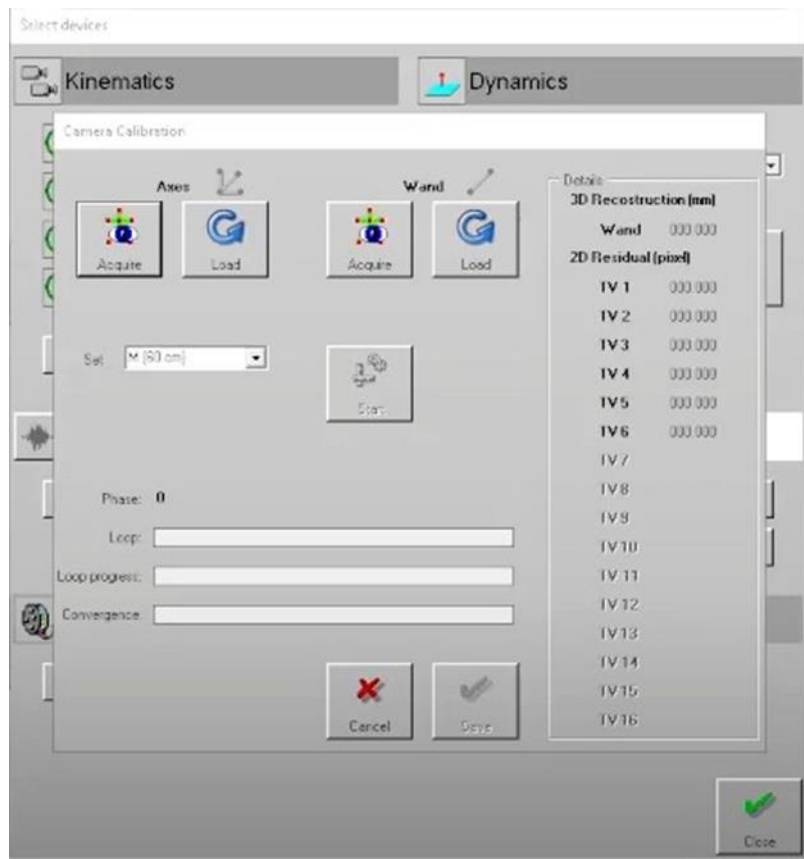 Select devices
Kinematics
Dynamics
Camera Calibration
Axes
Wand
Acquire
Load
Acquire
Load
Set
M (60 cm)
Start
Phase: 0
Loop:
Loop progress:
Convergence
Cancel
Save
Details
3D Recostruction (mm)
Wand 000 000
2D Residual (pixel)
TV 1 000 000
TV 2 000 000
TV 3 000 000
TV 4 000 000
TV 5 000 000
TV 6 000 000
TV 7
TV 8
TV 9
TV 10
TV 11
TV 12
TV 13
TV 14
TV 15
TV 16
Close